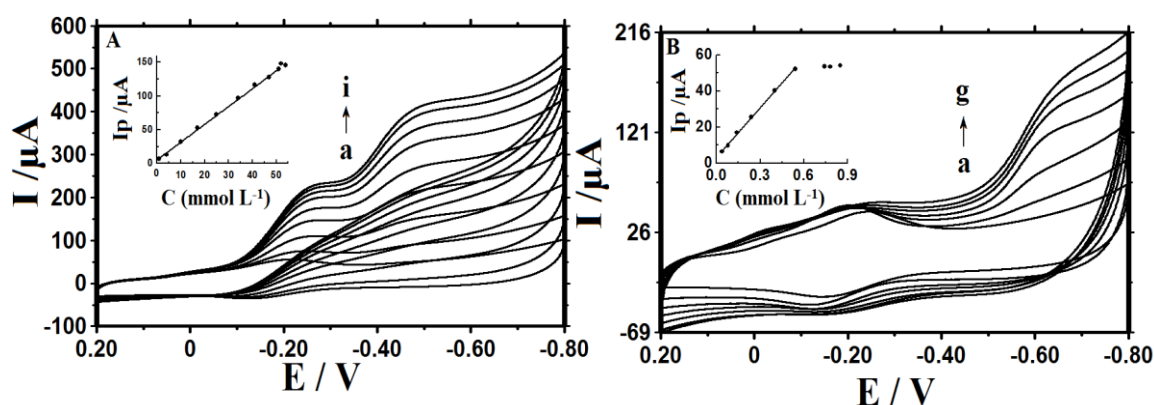 600
500
400
300
200
100
0
-100
I /µA
A
Ip /µA
150
100
50
0
0 10 20 30 40 50
C (mmol L-1)
i
a
0.20 0 -0.20 -0.40 -0.60 -0.80
E / V
216
121
26
-69
I /µA
B
Ip /µA
60
40
20
0
0.0 0.3 0.6 0.9
C (mmol L-1)
g
a
0.20 0 -0.20 -0.40 -0.60 -0.80
E / V